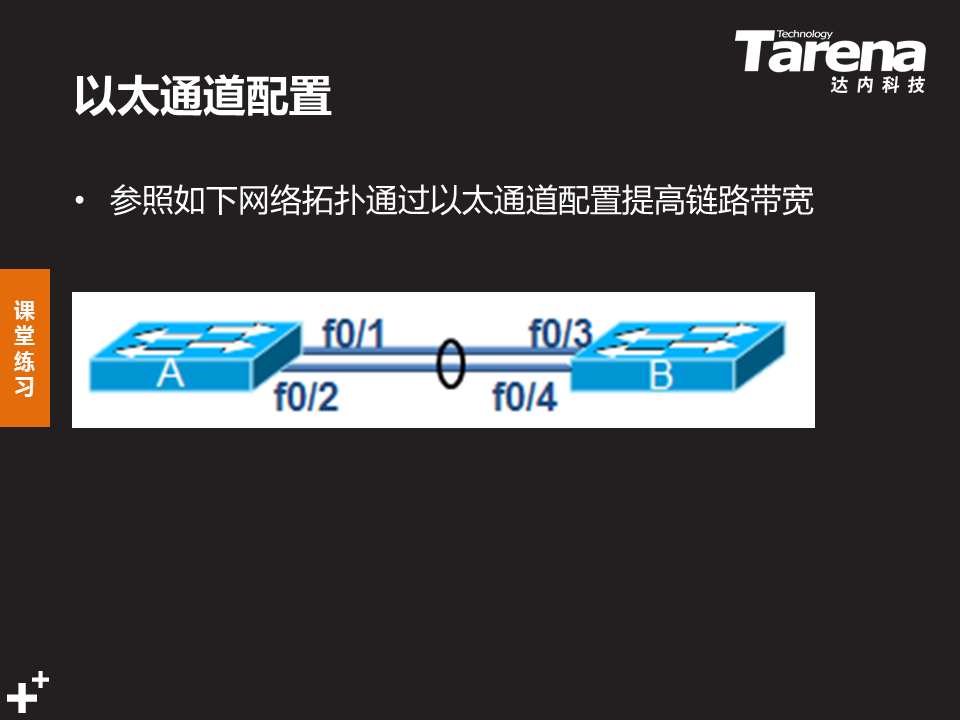 Technology
Tarena
达内科技
以太通道配置
• 参照如下网络拓扑通过以太通道配置提高链路带宽
课堂练习
f0/1
f0/3
A
B
f0/2
f0/4